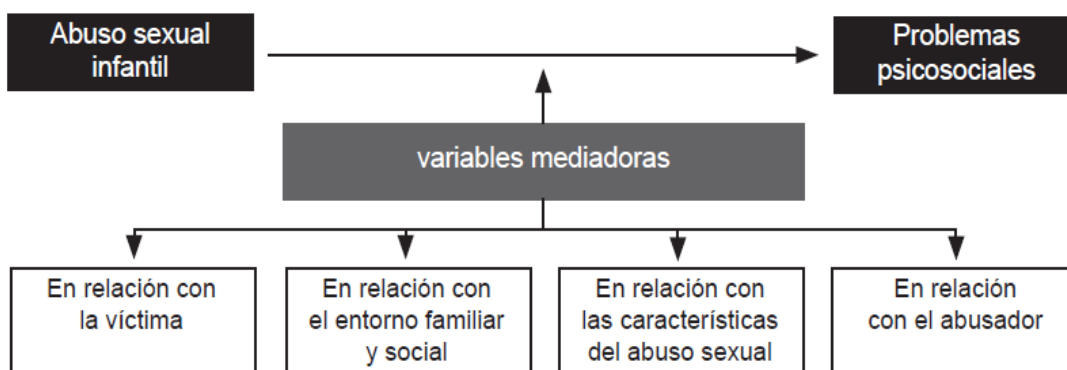 Abuso sexual
infantil
Problemas
psicosociales
variables mediadoras
En relación con
la víctima
En relación con
el entorno familiar
y social
En relación con
las características
del abuso sexual
En relación
con el abusador